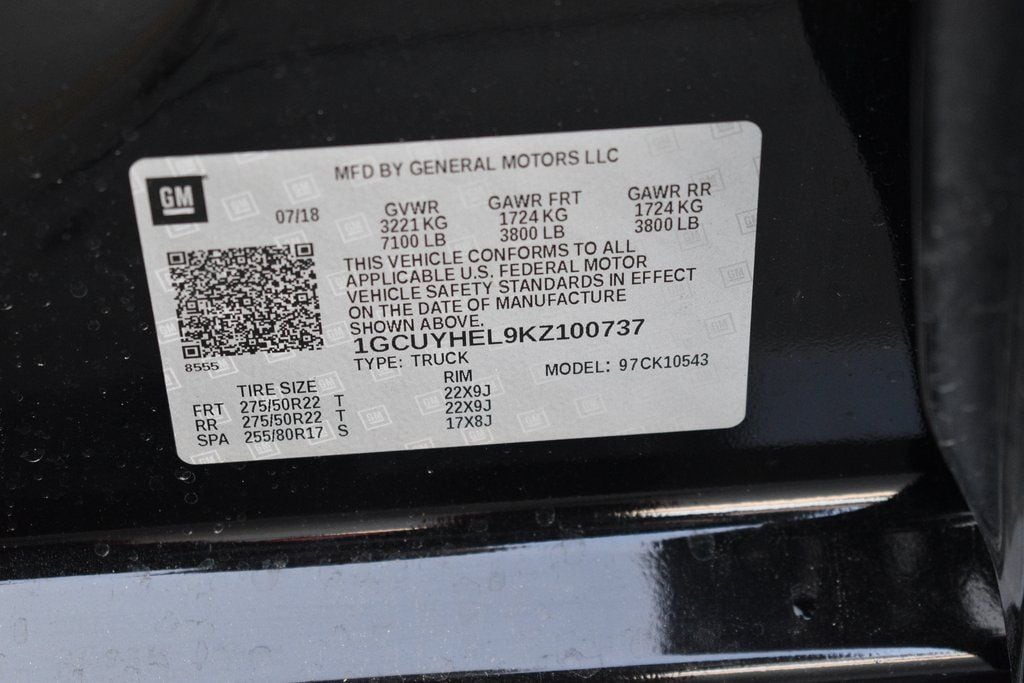 MFD BY GENERAL MOTORS LLC
GM
07/18
GVWR
3221 KG
7100 LB
GAWR FRT
1724 KG
3800 LB
GAWR RR
1724 KG
3800 LB
THIS VEHICLE CONFORMS TO ALL
APPLICABLE U.S. FEDERAL MOTOR
VEHICLE SAFETY STANDARDS IN EFFECT
ON THE DATE OF MANUFACTURE
SHOWN ABOVE.
8555
1GCUYHEL9KZ100737
TYPE: TRUCK
MODEL: 97CK10543
TIRE SIZE RIM
FRT 275/50R22 T 22X9J
RR 275/50R22 T 22X9J
SPA 255/80R17 S 17X8J